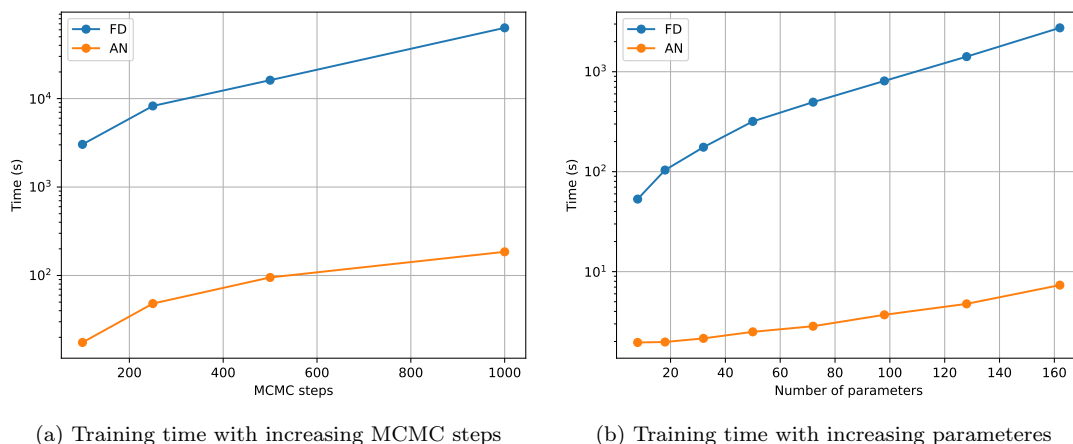 FD
AN
Time (s)
10^4
10^3
10^2
200 400 600 800 1000
MCMC steps
(a) Training time with increasing MCMC steps
FD
AN
Time (s)
10^3
10^2
10^1
20 40 60 80 100 120 140 160
Number of parameters
(b) Training time with increasing parameteres